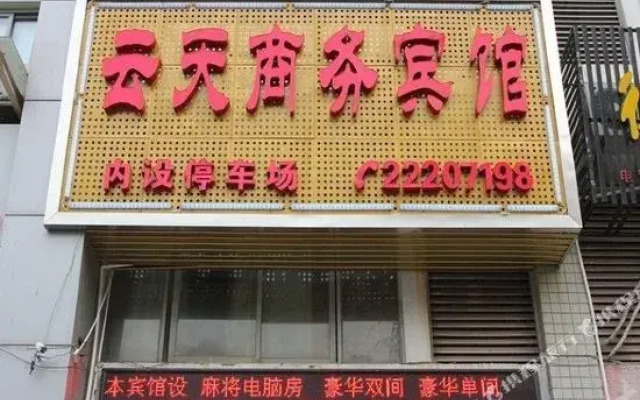 云天商务宾馆
内设停车场 22207198
本宾馆设 麻将电脑房 豪华双间 豪华单间